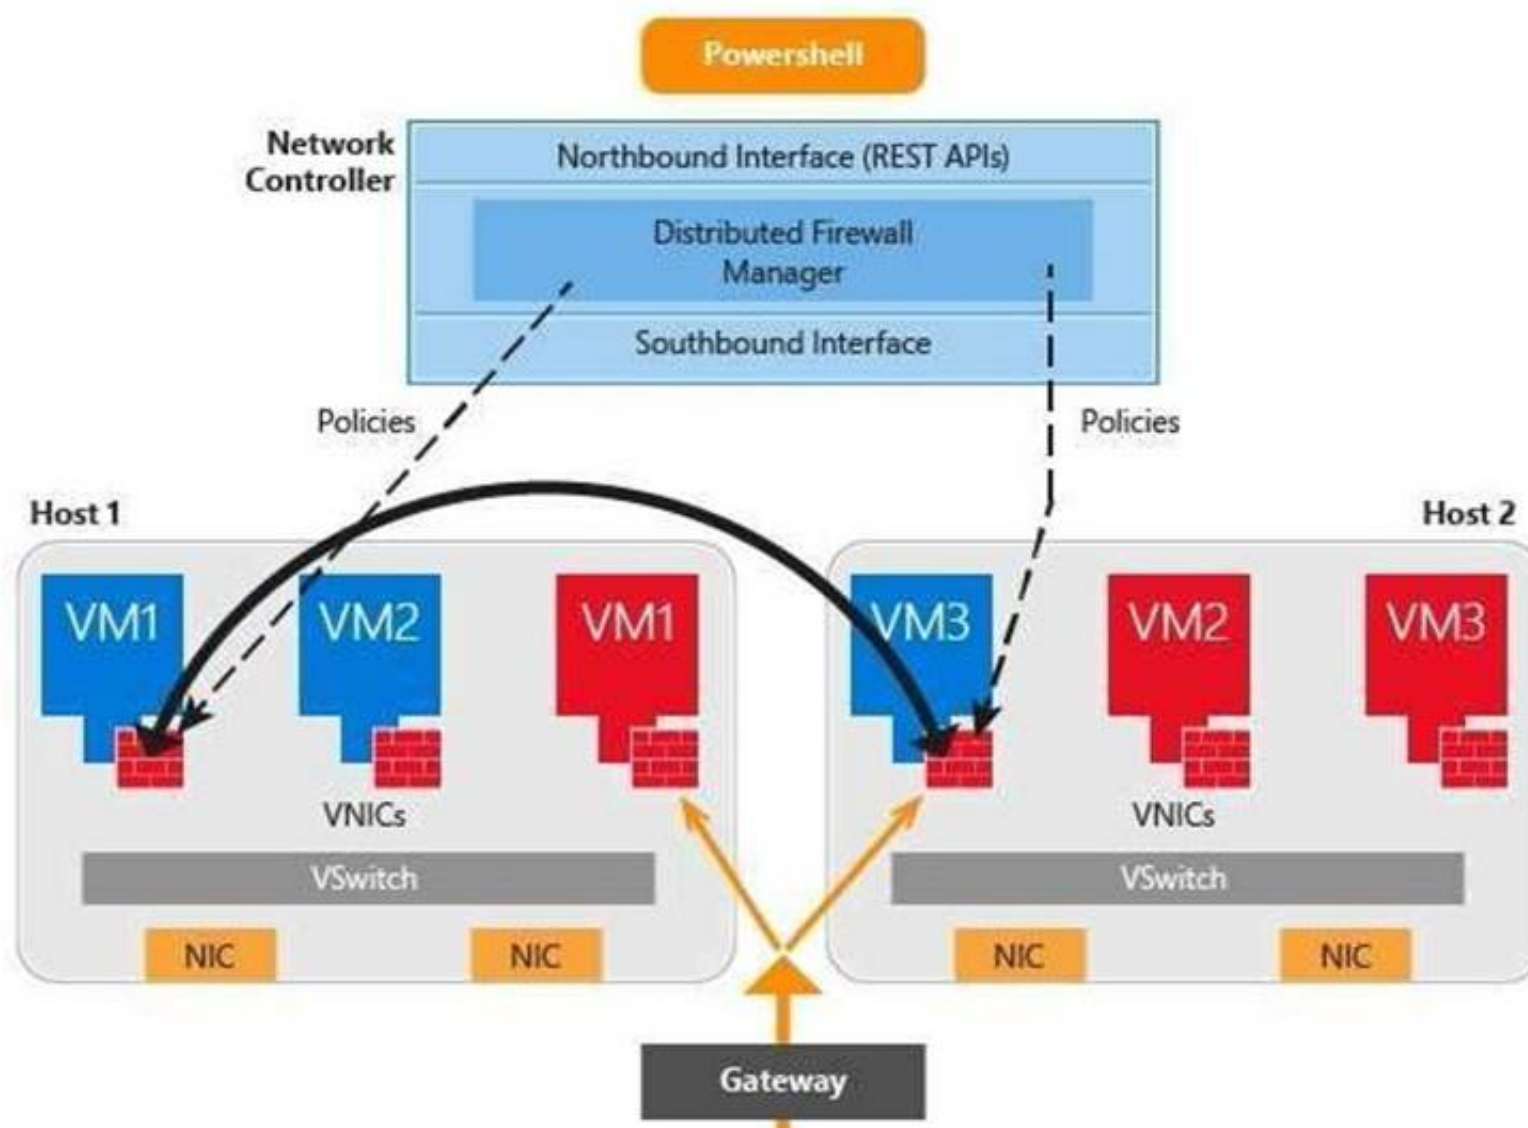 Powershell
Network
Controller
Northbound Interface (REST APIs)
Distributed Firewall
Manager
Southbound Interface
Policies
Policies
Host 1
Host 2
VM1
VM2
VM1
VM3
VM2
VM3
VNICs
VNICs
VSwitch
VSwitch
NIC
NIC
NIC
NIC
Gateway